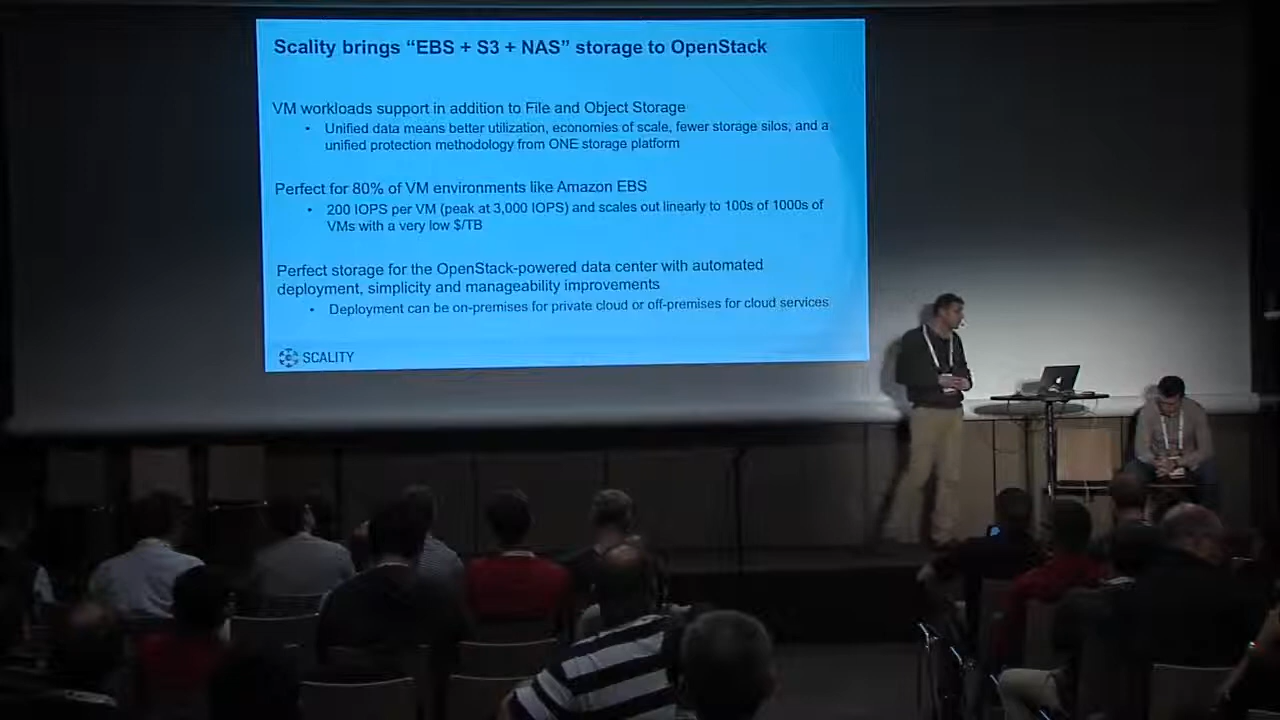 Scality brings “EBS + S3 + NAS” storage to OpenStack
VM workloads support in addition to File and Object Storage
• Unified data means better utilization, economies of scale, fewer storage silos, and a
unified protection methodology from ONE storage platform
Perfect for 80% of VM environments like Amazon EBS
• 200 IOPS per VM (peak at 3,000 IOPS) and scales out linearly to 100s of 1000s of
VMs with a very low $/TB
Perfect storage for the OpenStack-powered data center with automated
deployment, simplicity and manageability improvements
• Deployment can be on-premises for private cloud or off-premises for cloud services
SCALITY